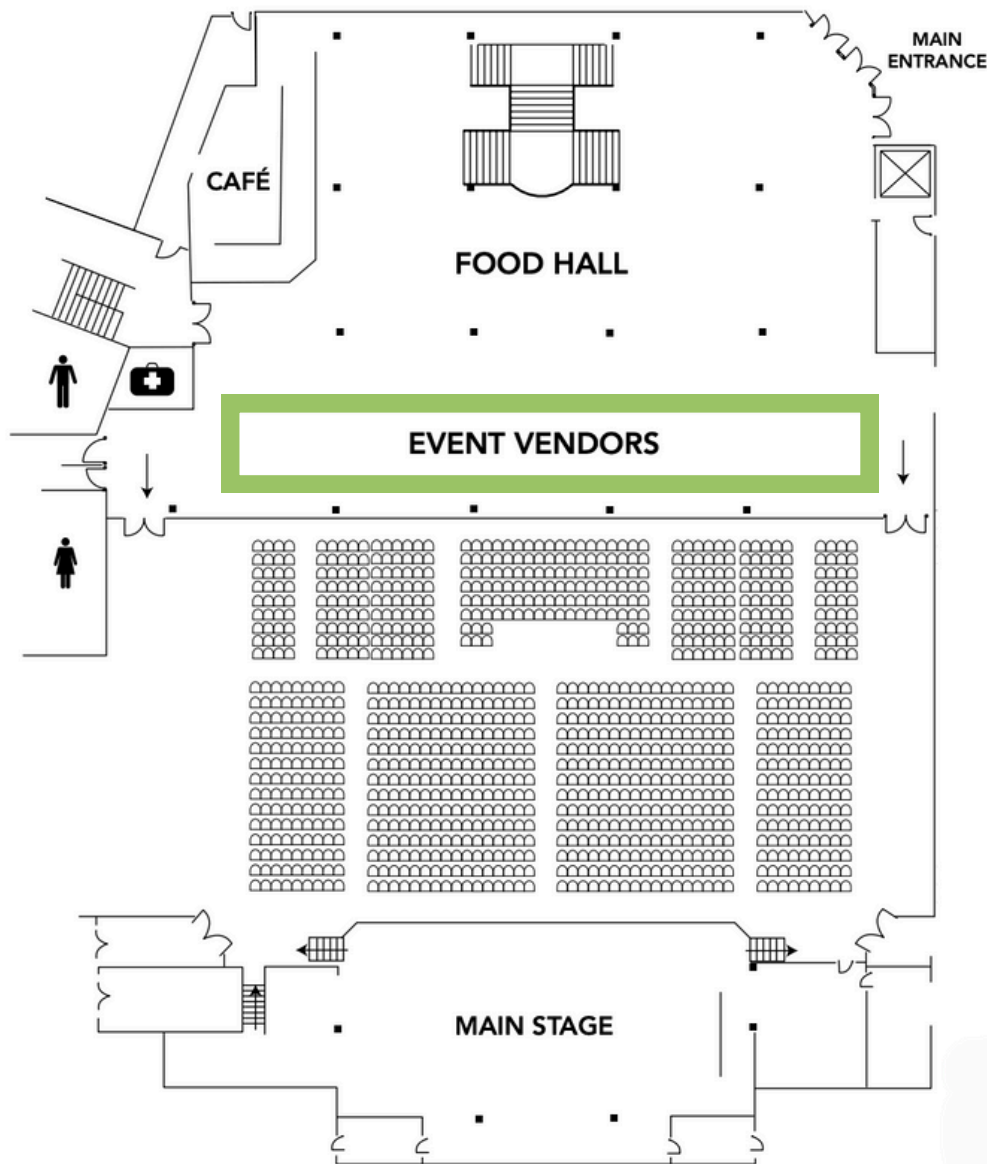 MAIN
ENTRANCE
CAFÉ
FOOD HALL
EVENT VENDORS
MAIN STAGE